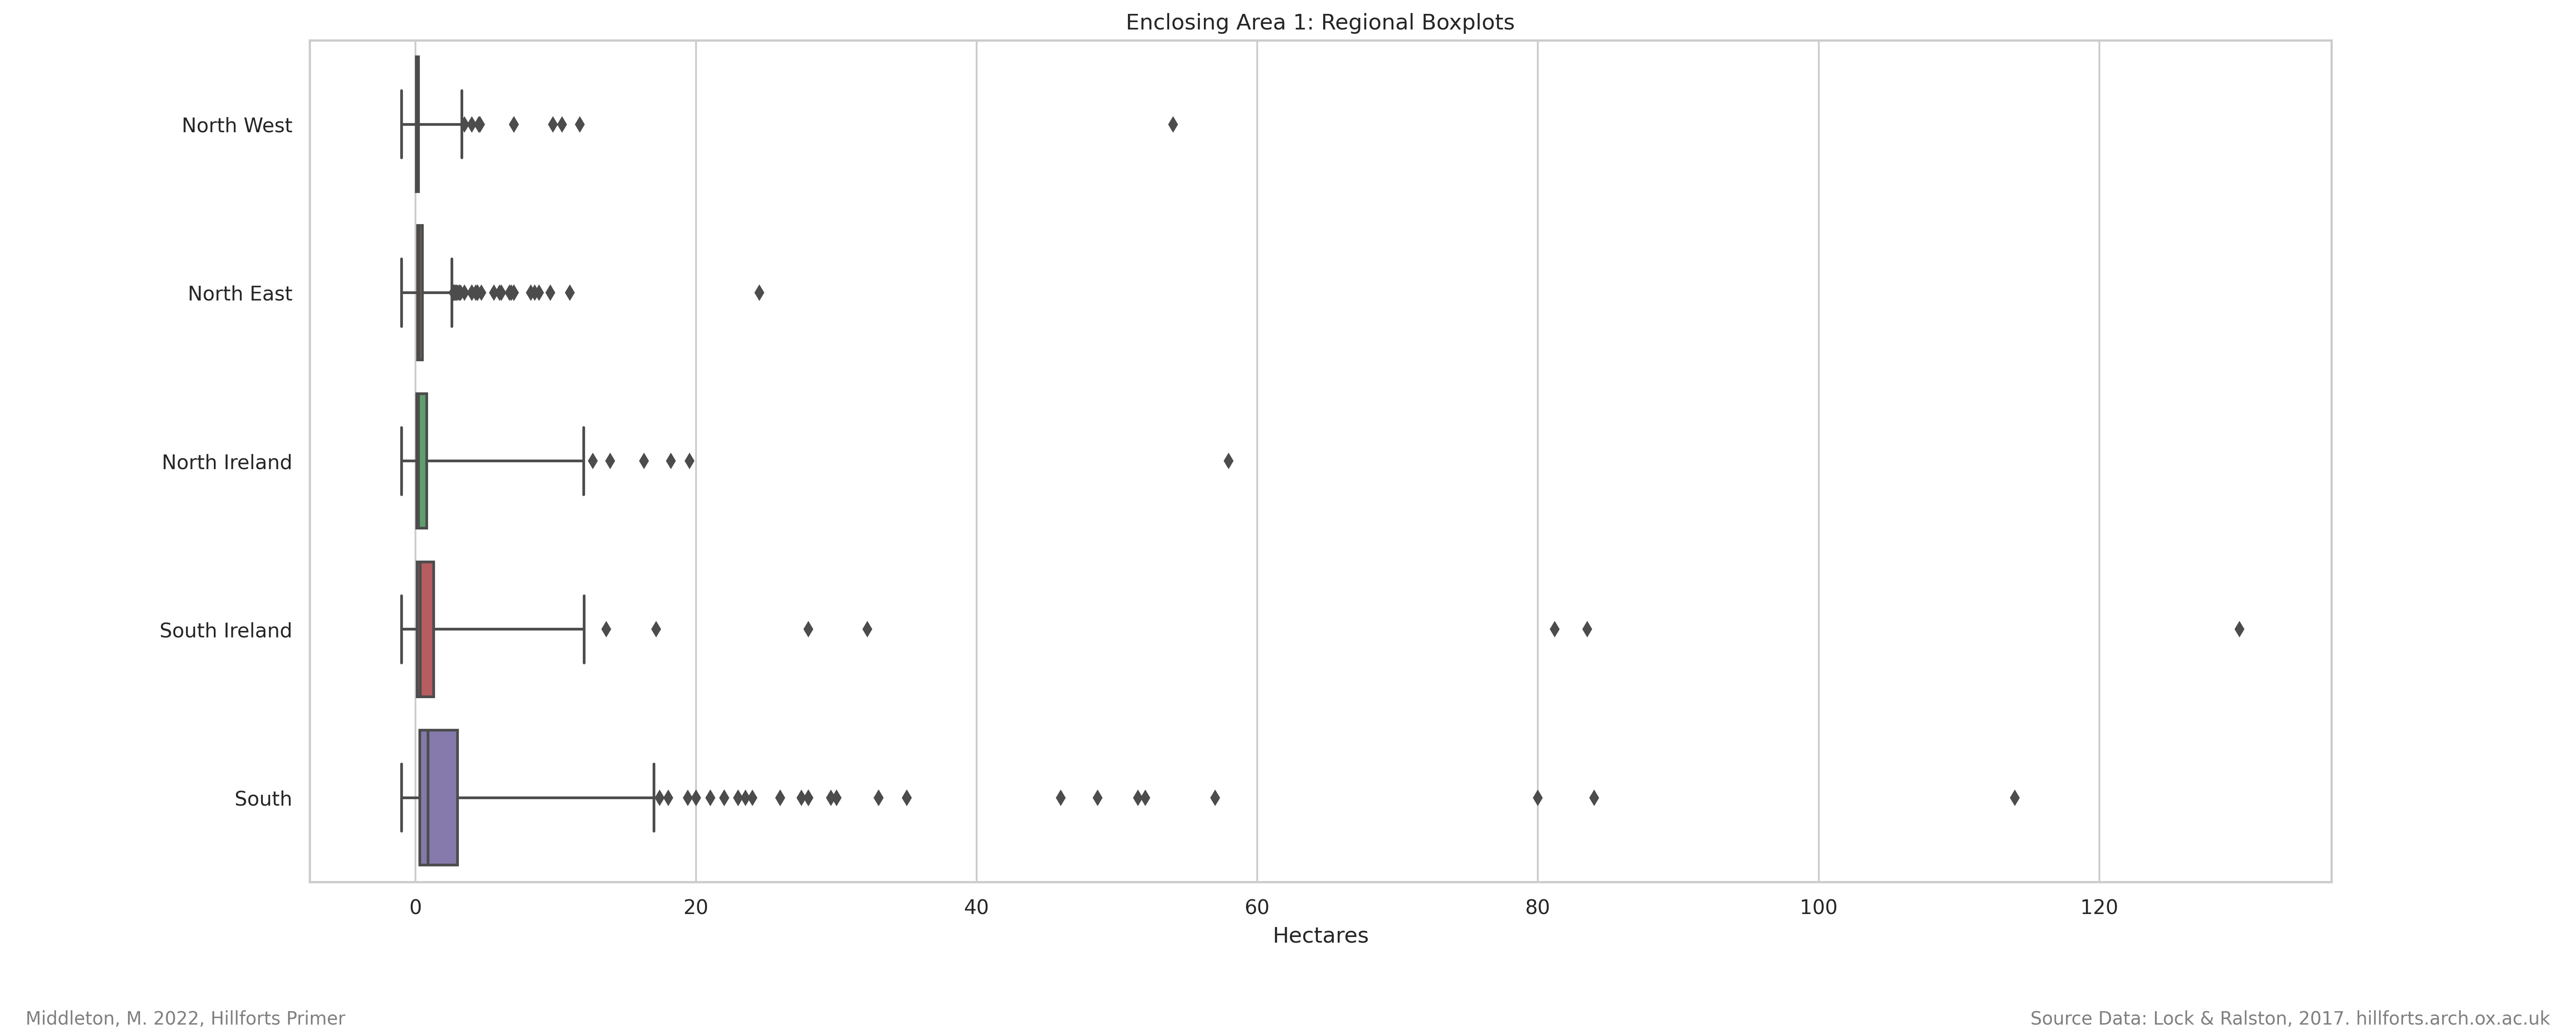 Enclosing Area 1: Regional Boxplots
North West
North East
North Ireland
South Ireland
South
0 20 40 60 80 100 120
Hectares
Middleton, M. 2022, Hillforts Primer
Source Data: Lock & Ralston, 2017. hillforts.arch.ox.ac.uk